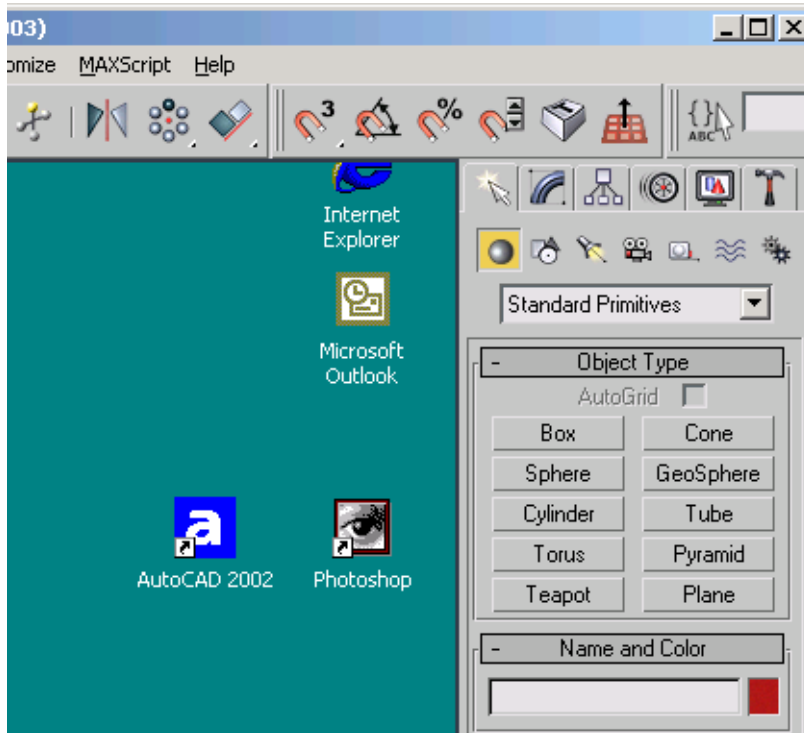 03)
omize MAXScript Help
3
%
{}
ABC
Internet
Explorer
Microsoft
Outlook
a
AutoCAD 2002
Photoshop
Standard Primitives
- Object Type
AutoGrid
Box Cone
Sphere GeoSphere
Cylinder Tube
Torus Pyramid
Teapot Plane
- Name and Color